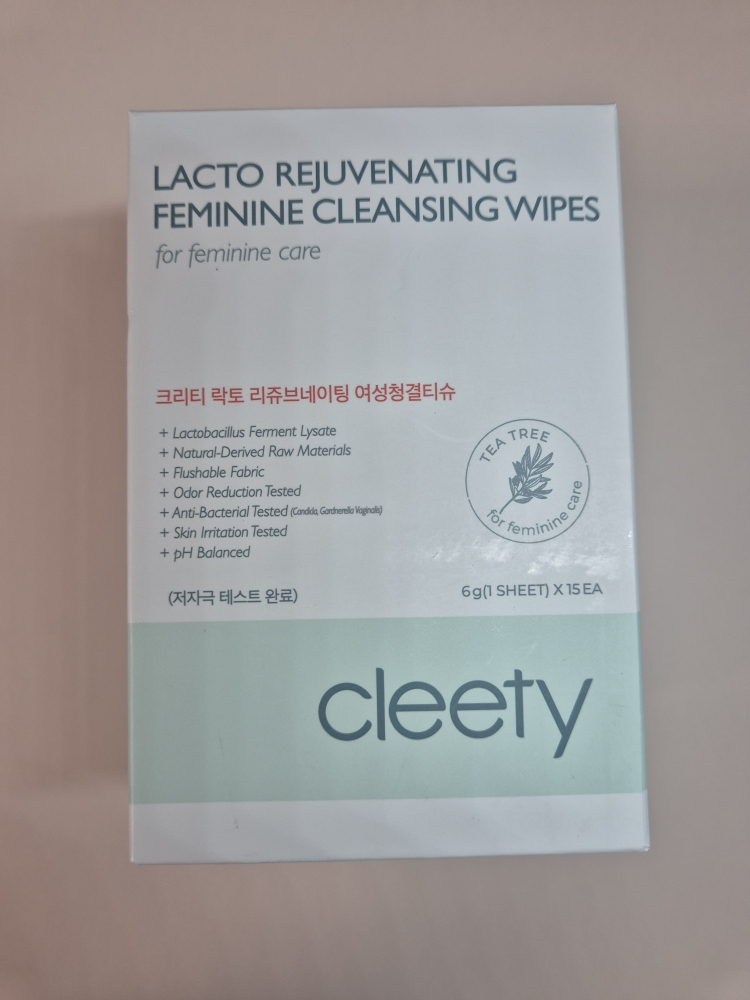 LACTO REJUVENATING
FEMININE CLEANSING WIPES
for feminine care
크리티 락토 리쥬브네이팅 여성청결티슈
+ Lactobacillus Ferment Lysate
+ Natural-Derived Raw Materials
+ Flushable Fabric
+ Odor Reduction Tested
+ Anti-Bacterial Tested (Candida, Gardnerella Vaginalis)
+ Skin Irritation Tested
+ pH Balanced
TEA TREE
for feminine care
(저자극 테스트 완료)
6g(1 SHEET) X 15EA
cleety